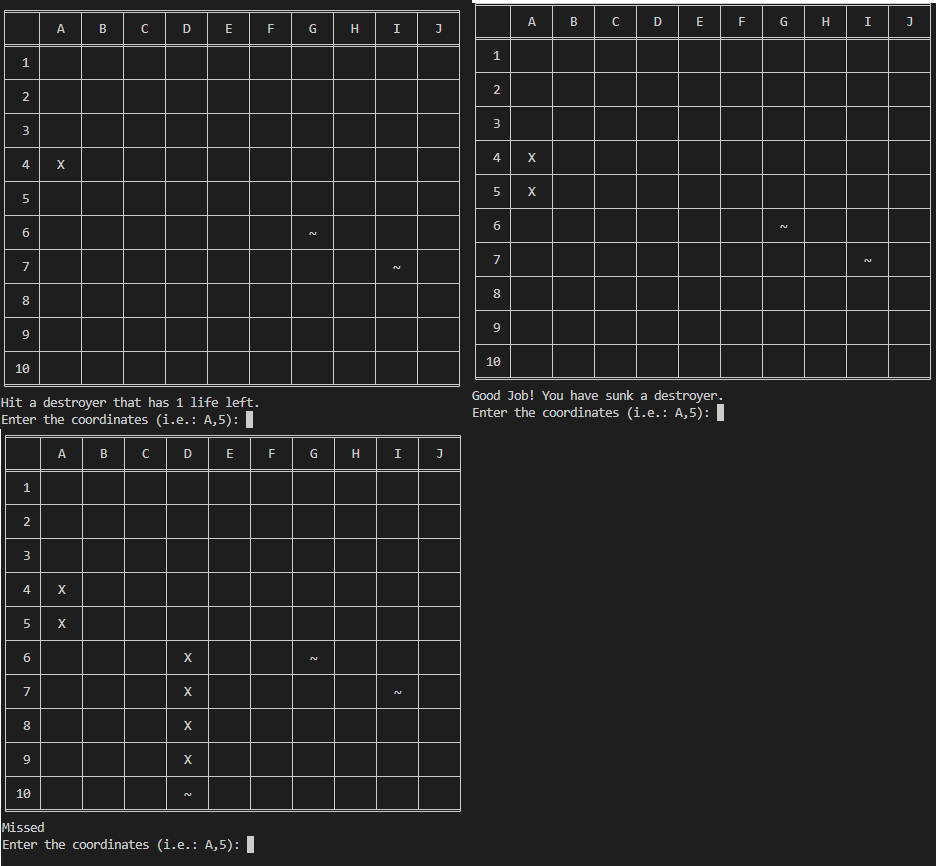 A B C D E F G H I J
1
2
3
4 X
5
6 ~
7 ~
8
9
10
Hit a destroyer that has 1 life left.
Enter the coordinates (i.e.: A,5):
A B C D E F G H I J
1
2
3
4 X
5 X
6 ~
7 ~
8
9
10
Good Job! You have sunk a destroyer.
Enter the coordinates (i.e.: A,5):
A B C D E F G H I J
1
2
3
4 X
5 X
6 X ~
7 X ~
8 X
9 X
10 ~
Missed
Enter the coordinates (i.e.: A,5):